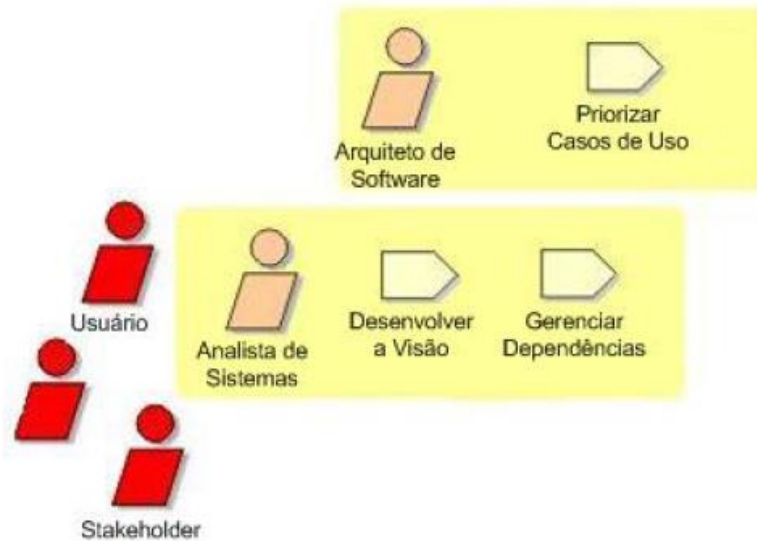 Priorizar
Casos de Uso
Arquiteto de
Software
Usuário
Analista de
Sistemas
Desenvolver
a Visão
Gerenciar
Dependências
Stakeholder